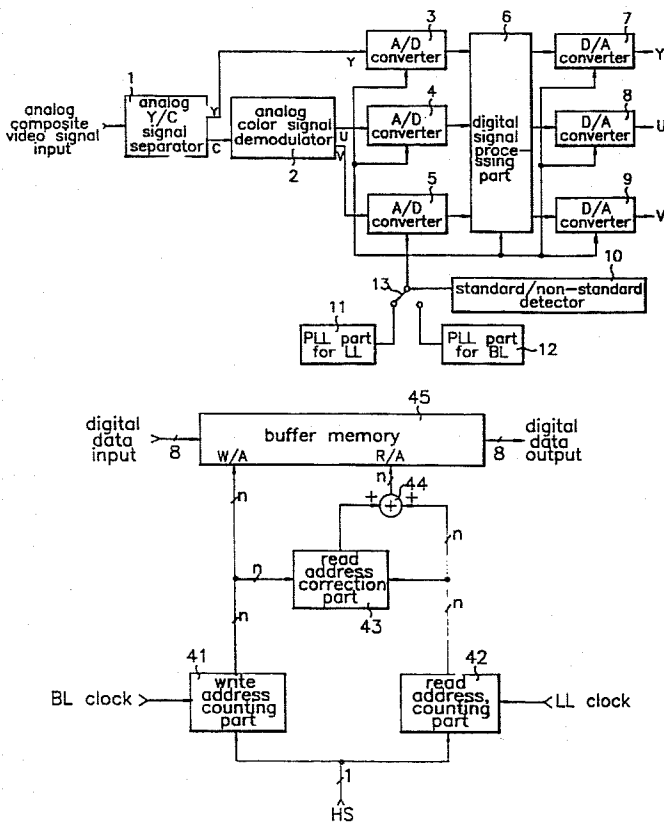 1
analog
composite
video signal
input
analog
Y/C
signal
separator
Y
C
analog
color signal
demodulator
2
U
V
Y
3
A/D
converter
4
A/D
converter
5
A/D
converter
6
digital
signal
proce-
ssing
part
7
D/A
converter
Y
8
D/A
converter
U
9
D/A
converter
V
10
standard/non-standard
detector
13
11
PLL part
for LL
PLL part
for BL
12
45
digital
data
input
8
buffer memory
W/A
R/A
8
digital
data
output
n
n
+
44
+
n
n
read
address
correction
part
43
n
n
41
write
address
counting
part
BL clock
42
read
address,
counting
part
LL clock
1
HS